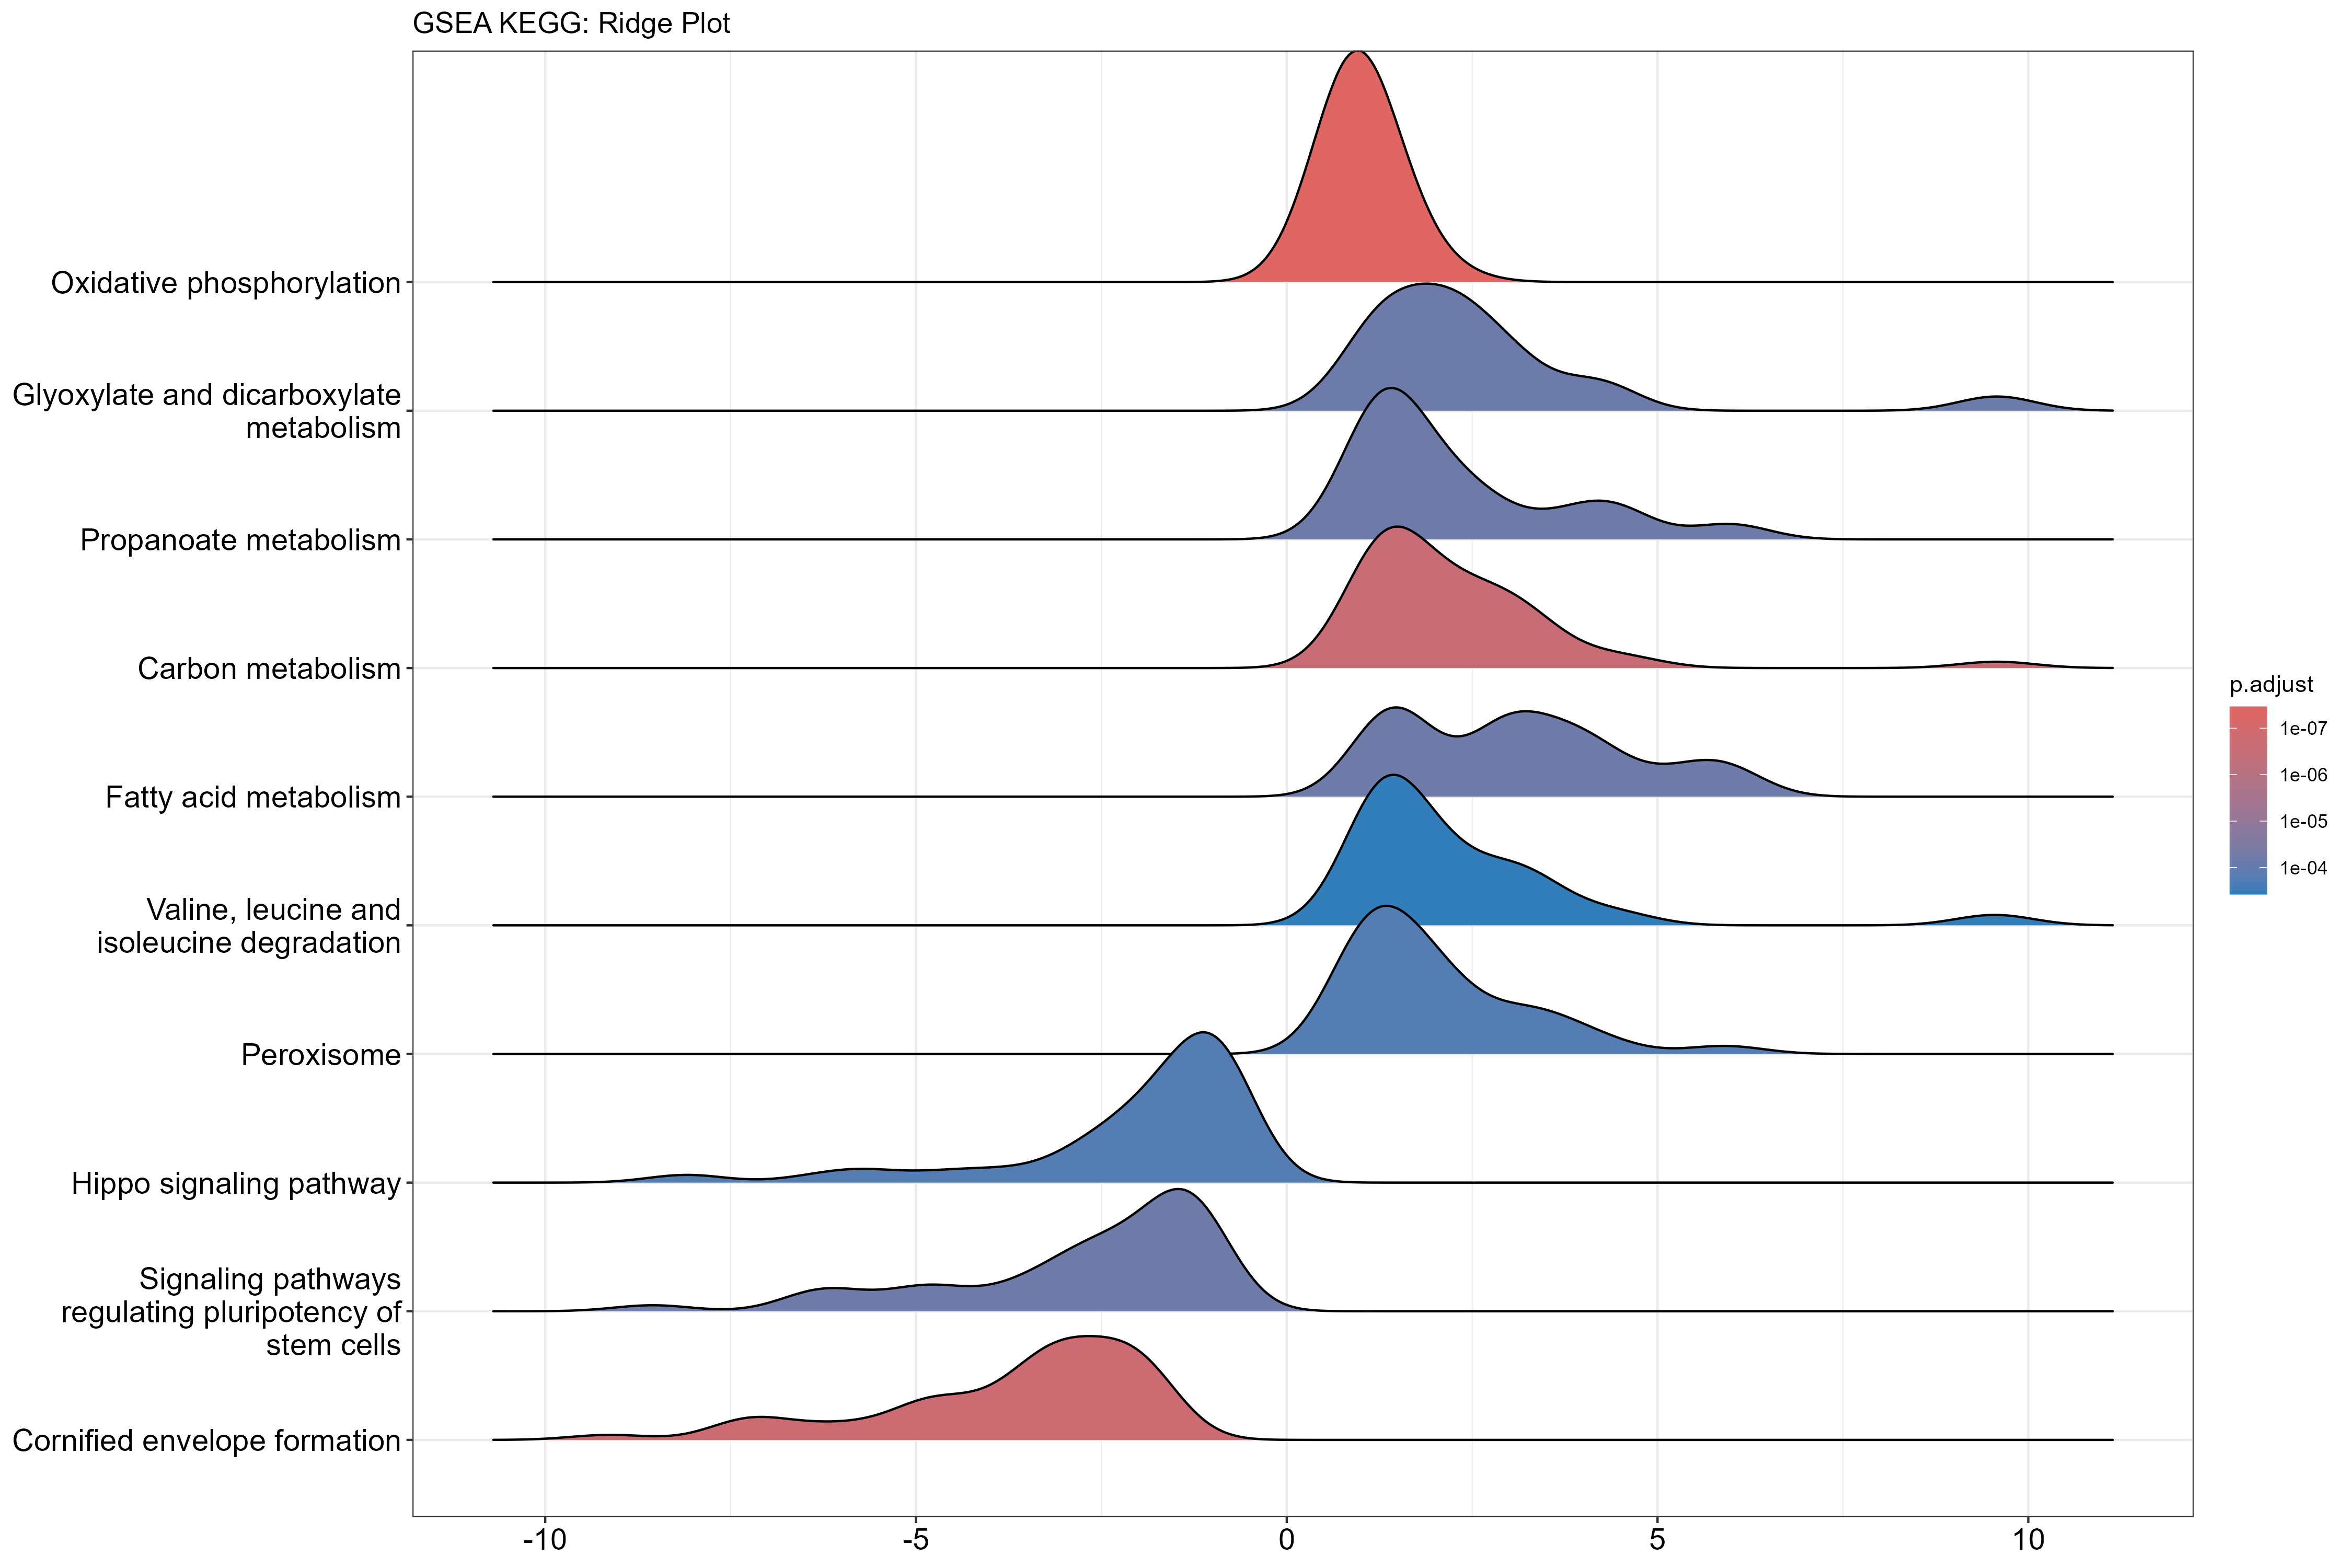 GSEA KEGG: Ridge Plot
Oxidative phosphorylation
Glyoxylate and dicarboxylate
metabolism
Propanoate metabolism
Carbon metabolism
Fatty acid metabolism
Valine, leucine and
isoleucine degradation
Peroxisome
Hippo signaling pathway
Signaling pathways
regulating pluripotency of
stem cells
Cornified envelope formation
-10 -5 0 5 10
p.adjust
1e-07
1e-06
1e-05
1e-04